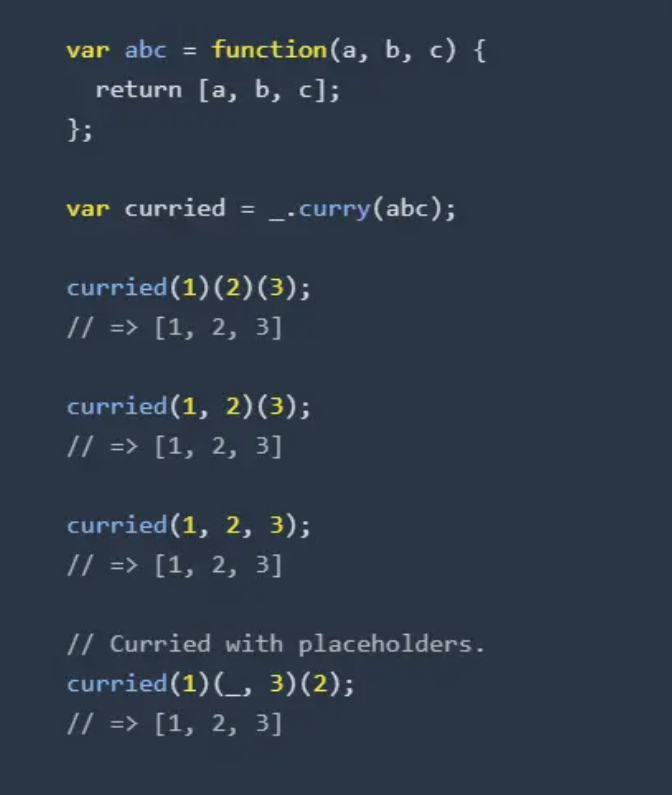 var abc = function(a, b, c) {
  return [a, b, c];
};
var curried = _.curry(abc);
curried(1)(2)(3);
// => [1, 2, 3]
curried(1, 2)(3);
// => [1, 2, 3]
curried(1, 2, 3);
// => [1, 2, 3]
// Curried with placeholders.
curried(1)(_, 3)(2);
// => [1, 2, 3]